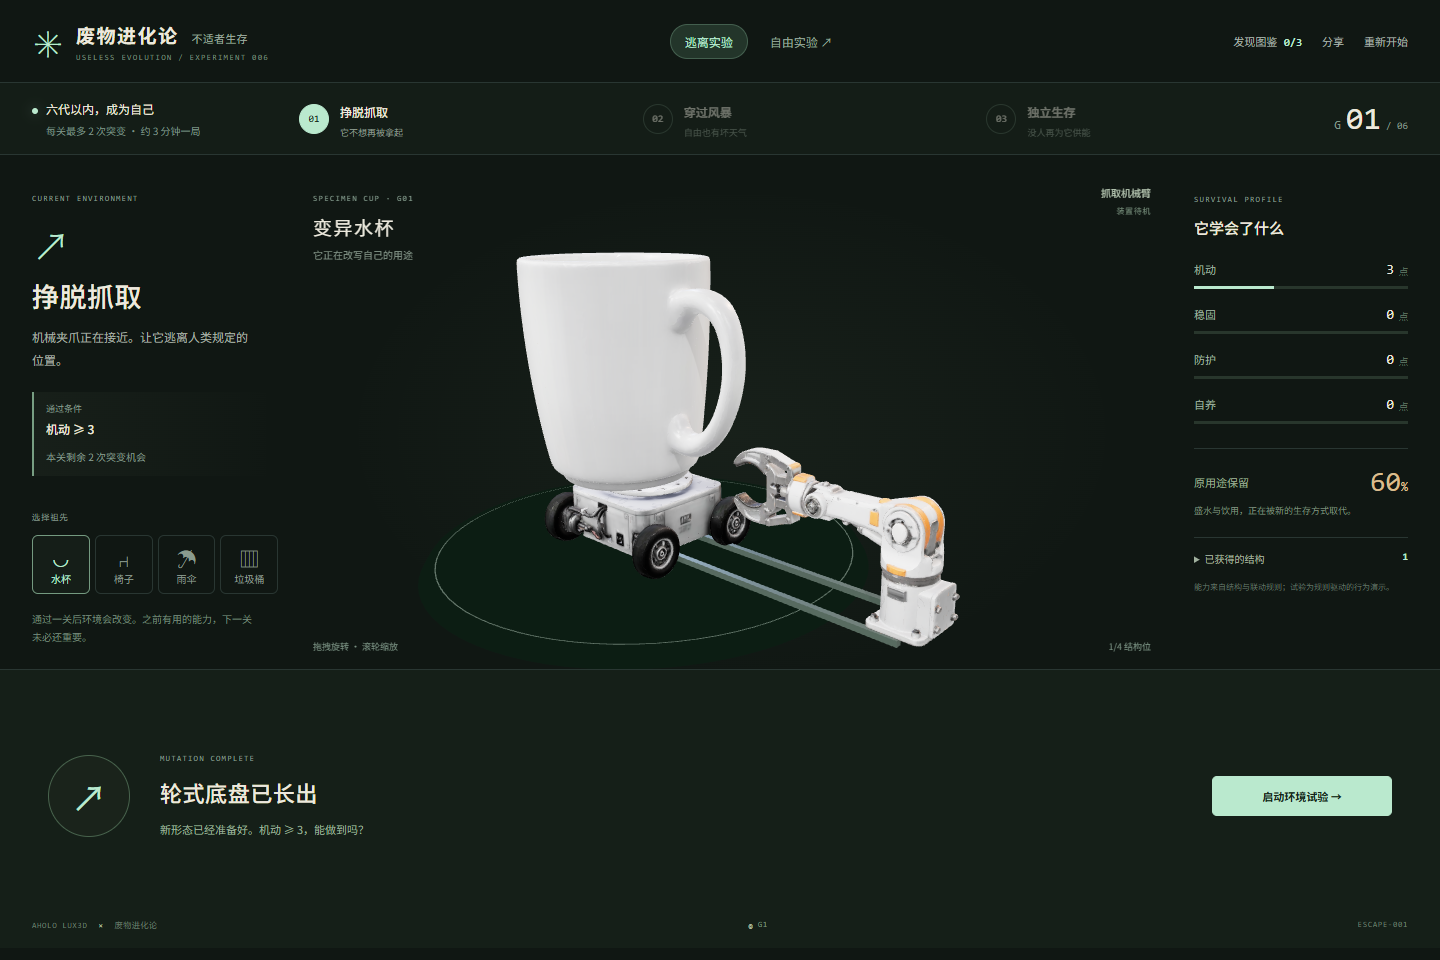 废物进化论 不适者生存
USELESS EVOLUTION / EXPERIMENT 006
逃离实验 自由实验 ↗
发现图鉴 0/3 分享 重新开始
六代以内，成为自己
每关最多 2 次突变 · 约 3 分钟一局
01 挣脱抓取
它不想再被拿起
02 穿过风暴
自由也有坏天气
03 独立生存
没人再为它供能
G 01 / 06
CURRENT ENVIRONMENT
挣脱抓取
机械夹爪正在接近。让它逃离人类规定的
位置。
通过条件
机动 ≥ 3
本关剩余 2 次突变机会
选择祖先
水杯 椅子 雨伞 垃圾桶
通过一关后环境会改变。之前有用的能力，下一关
未必还重要。
SPECIMEN CUP · G01
变异水杯
它正在改写自己的用途
抓取机械臂
装置待机
拖拽旋转 · 滚轮缩放
1/4 结构位
SURVIVAL PROFILE
它学会了什么
机动 3 点
稳固 0 点
防护 0 点
自养 0 点
原用途保留 60%
盛水与饮用，正在被新的生存方式取代。
▶ 已获得的结构 1
能力来自结构与联动规则；试验为规则驱动的行为演示。
MUTATION COMPLETE
轮式底盘已长出
新形态已经准备好。机动 ≥ 3，能做到吗？
启动环境试验 →
AHOLO LUX3D × 废物进化论
G1
ESCAPE-001